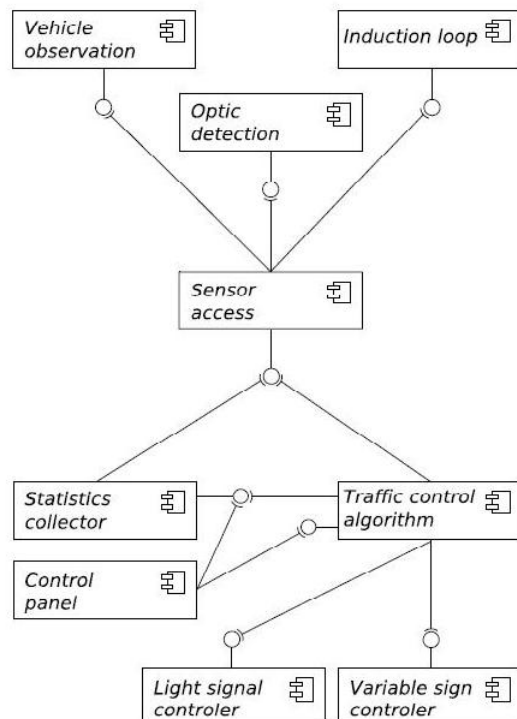 Vehicle
observation
Induction loop
Optic
detection
Sensor
access
Statistics
collector
Traffic control
algorithm
Control
panel
Light signal
controler
Variable sign
controler